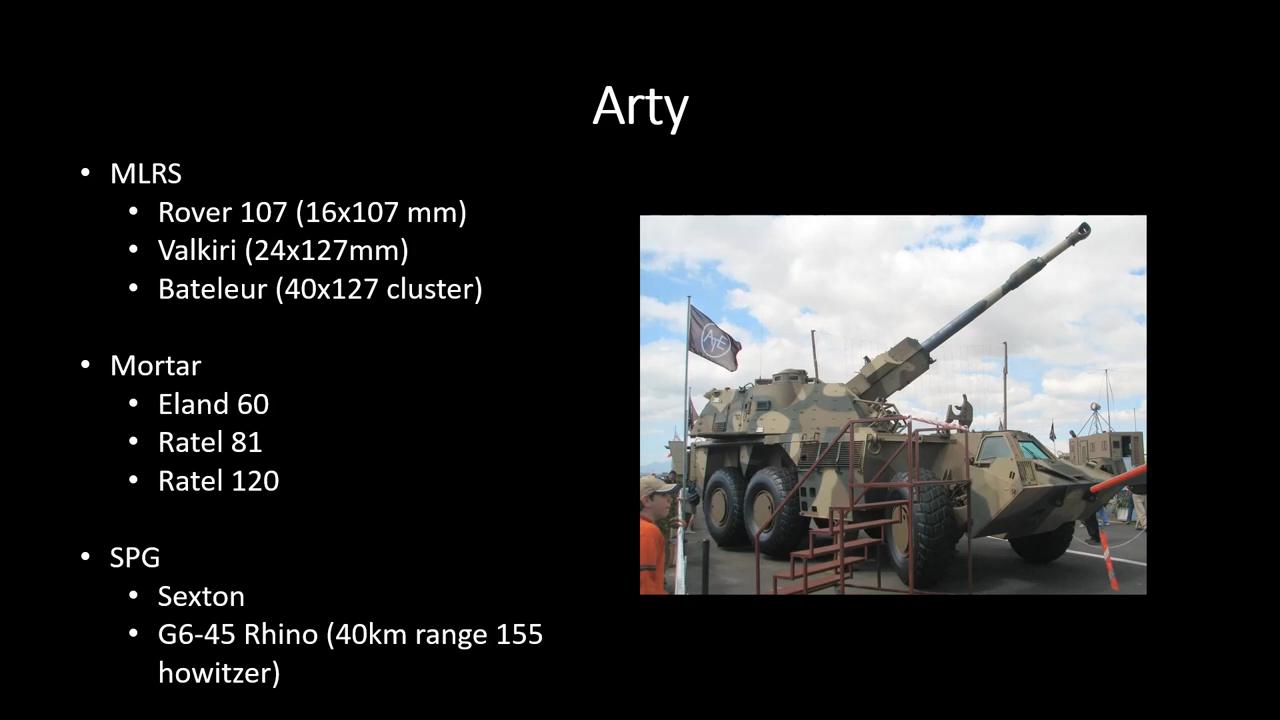 Arty
• MLRS
• Rover 107 (16x107 mm)
• Valkiri (24x127mm)
• Bateleur (40x127 cluster)
• Mortar
• Eland 60
• Ratel 81
• Ratel 120
• SPG
• Sexton
• G6-45 Rhino (40km range 155
howitzer)
ATE